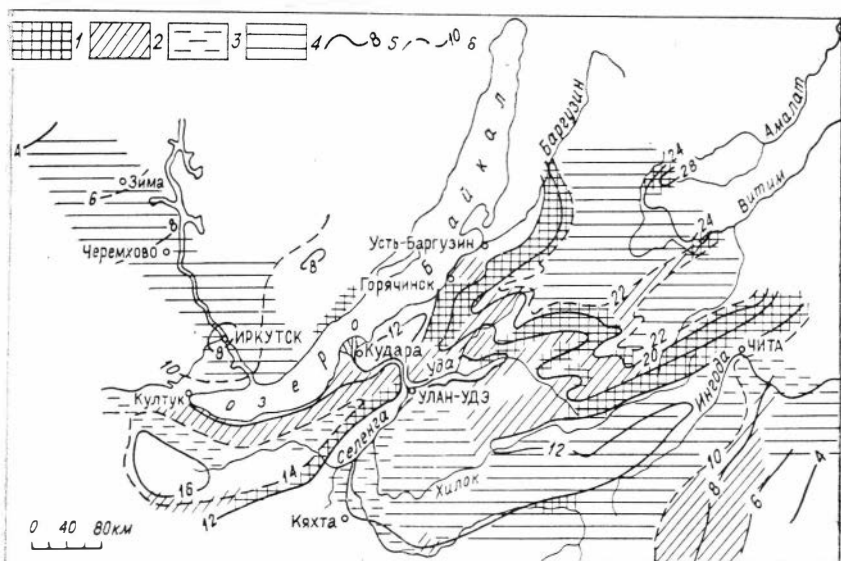 1 2 3 4 8 5 10 6
А
Зима
6
8
Черемхово
8
ИРКУТСК
8
10
Култук
озеро Байкал
Баргузин
Амалат
Витим
24
28
24
Усть-Баргузин
Горячинск
12
22
22
20
Кудара
Уда
УЛАН-УДЭ
Селенга
ЧИТА
Ингода
12
10
8
6
4
Хилок
14
16
12
Кяхта
0 40 80км